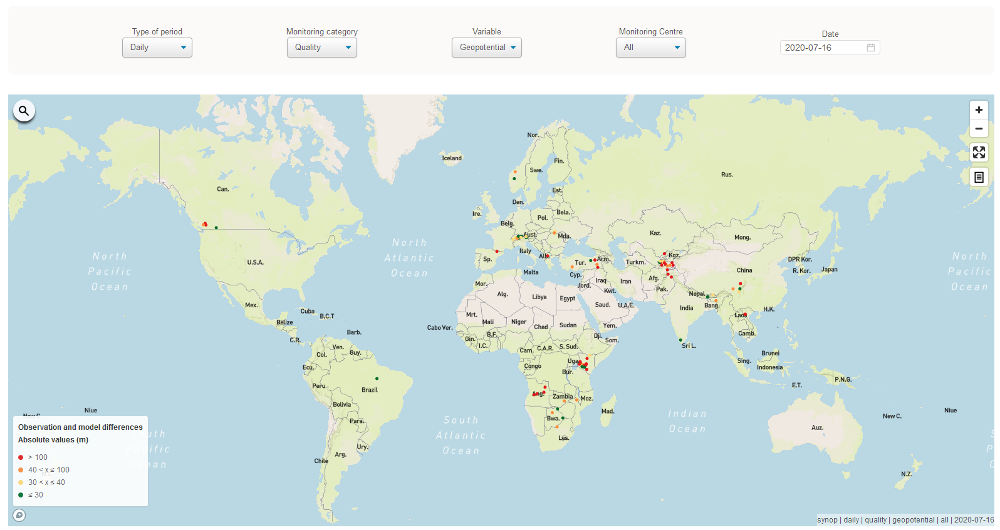 Type of period
Monitoring category
Variable
Monitoring Centre
Date
Daily
Quality
Geopotential
All
2020-07-16
Nor.
Iceland
Fin.
Swe.
Rus.
Can.
Est.
Den.
Ire.
Bela.
Pol.
Belg.
Aust.
Mda.
Kaz.
Mong.
North
Atlantic
Ocean
North
Pacific
Ocean
North
Pacific
Ocean
U.S.A.
Sp.
Italy
Alb.
Tur.
Arm.
Turkm.
Kgz.
DPR Kor.
R. Kor.
Japan
China
Malta
Cyp.
Iraq
Iran
Afg.
Jord.
Kwt.
Pak.
Nepal
Mor.
Alg.
Libya
Egypt
Saud.
U.A.E.
India
Bang.
H.K.
Mex.
Cuba
B.C.T
Mrt.
Mali
Niger
Chad
Sudan
Yem.
Laos
Belize
Barb.
Cabo Ver.
B.F.
Gin.
I.C.
Dji.
Som.
Camb.
C.R.
Ven.
Guy.
Col.
Cam.
C.A.R.
S. Sud.
Sri L.
Ecu.
Congo
Uga.
Bur.
Sing.
Brunei
Indonesia
P.N.G.
E.T.
Peru
Brazil
Ang.
Zambia
Moz.
Bolivia
Mad.
Niue
New C.
Niue
Bwa.
Para.
Les.
Auz.
South
Atlantic
Ocean
Indian
Ocean
Ury.
Arg.
Chile
N.Z.
Observation and model differences
Absolute values (m)
> 100
40 < x ≤ 100
30 < x ≤ 40
≤ 30
synop | daily | quality | geopotential | all | 2020-07-16